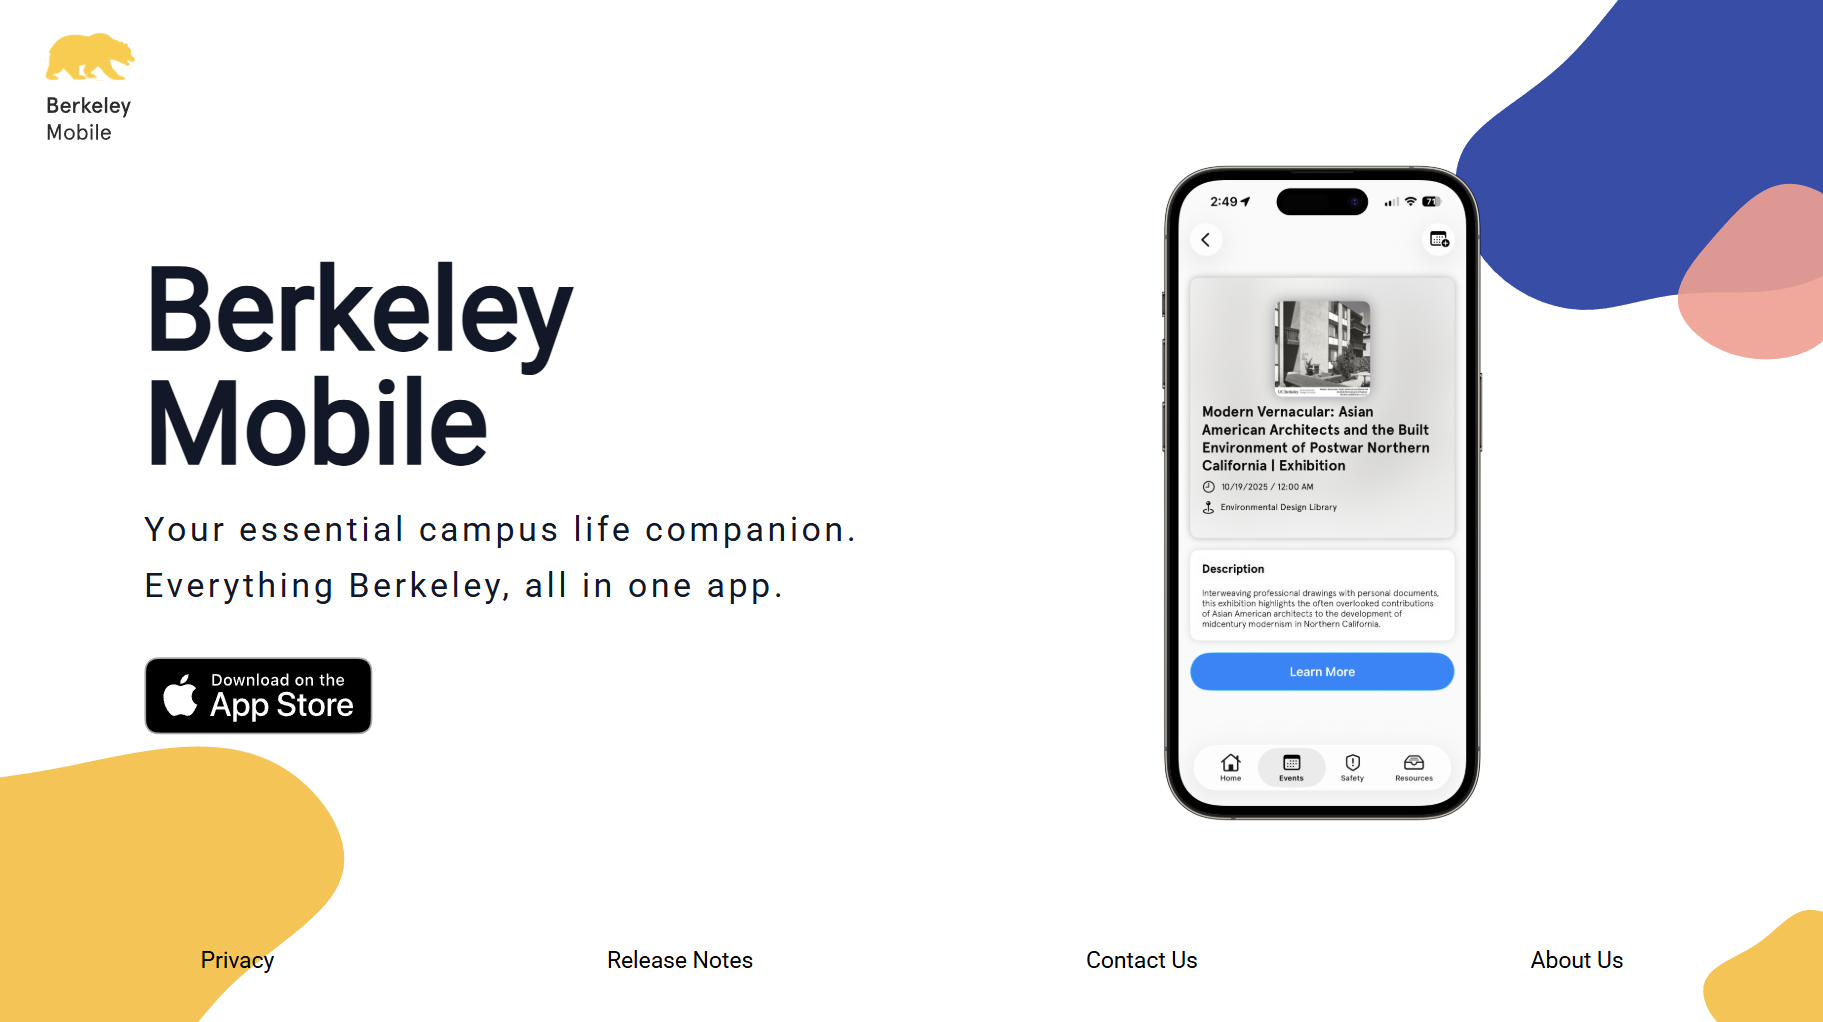 Berkeley
Mobile
Berkeley
Mobile
Your essential campus life companion.
Everything Berkeley, all in one app.
Download on the
App Store
2:49
71
Modern Vernacular: Asian
American Architects and the Built
Environment of Postwar Northern
California | Exhibition
10/19/2025 / 12:00 AM
Environmental Design Library
Description
Interweaving professional drawings with personal documents,
this exhibition highlights the often overlooked contributions
of Asian American architects to the development of
midcentury modernism in Northern California.
Learn More
Home
Events
Safety
Resources
Privacy
Release Notes
Contact Us
About Us